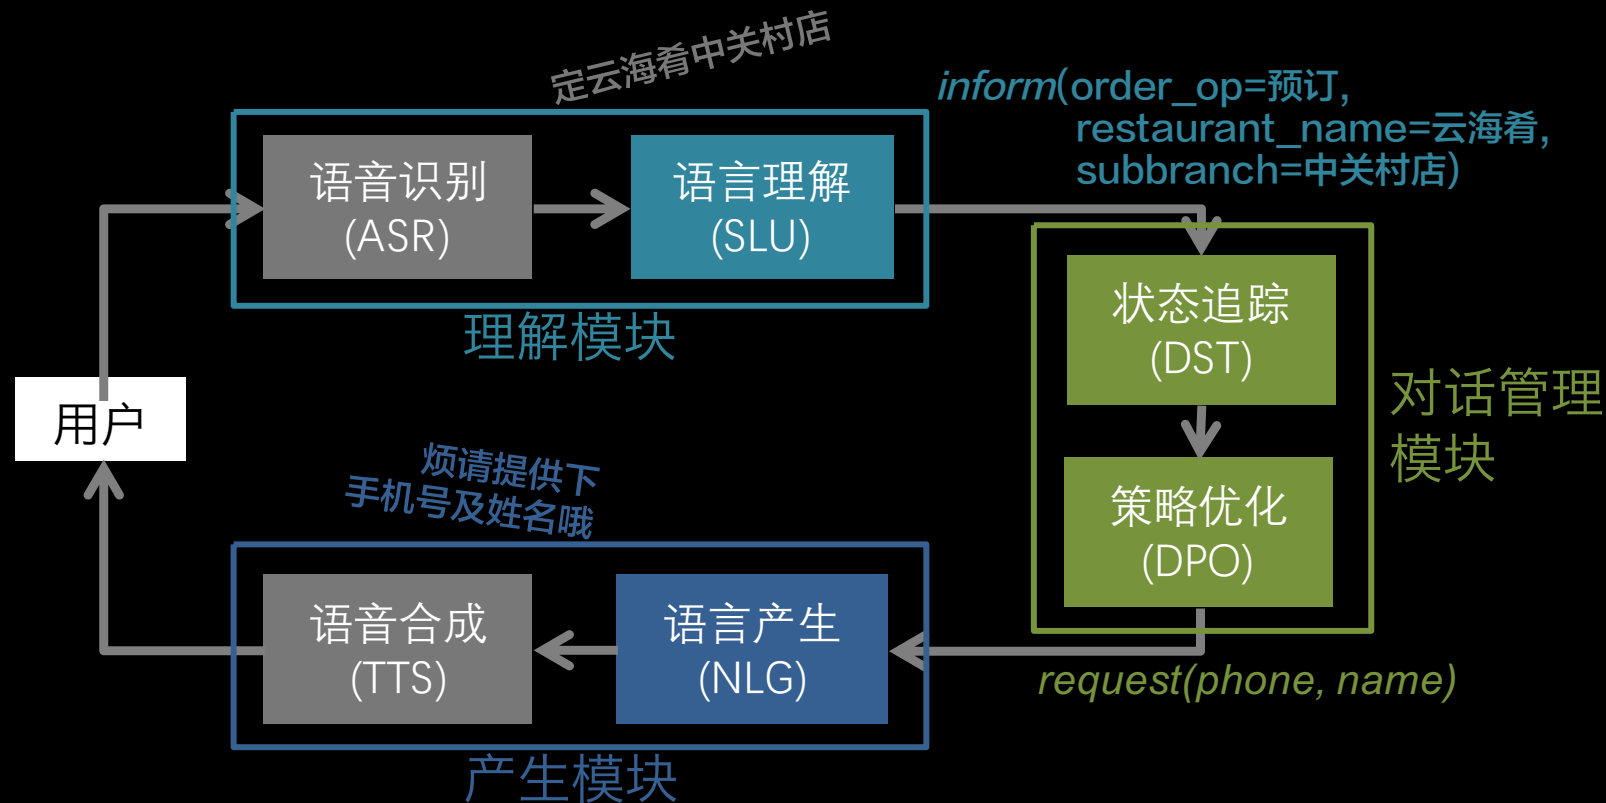 定云海肴中关村店
inform(order_op=预订,
restaurant_name=云海肴,
subbranch=中关村店)
语音识别
(ASR)
语言理解
(SLU)
理解模块
状态追踪
(DST)
对话管理
模块
策略优化
(DPO)
request(phone, name)
用户
烦请提供下
手机号及姓名哦
语言产生
(NLG)
语音合成
(TTS)
产生模块